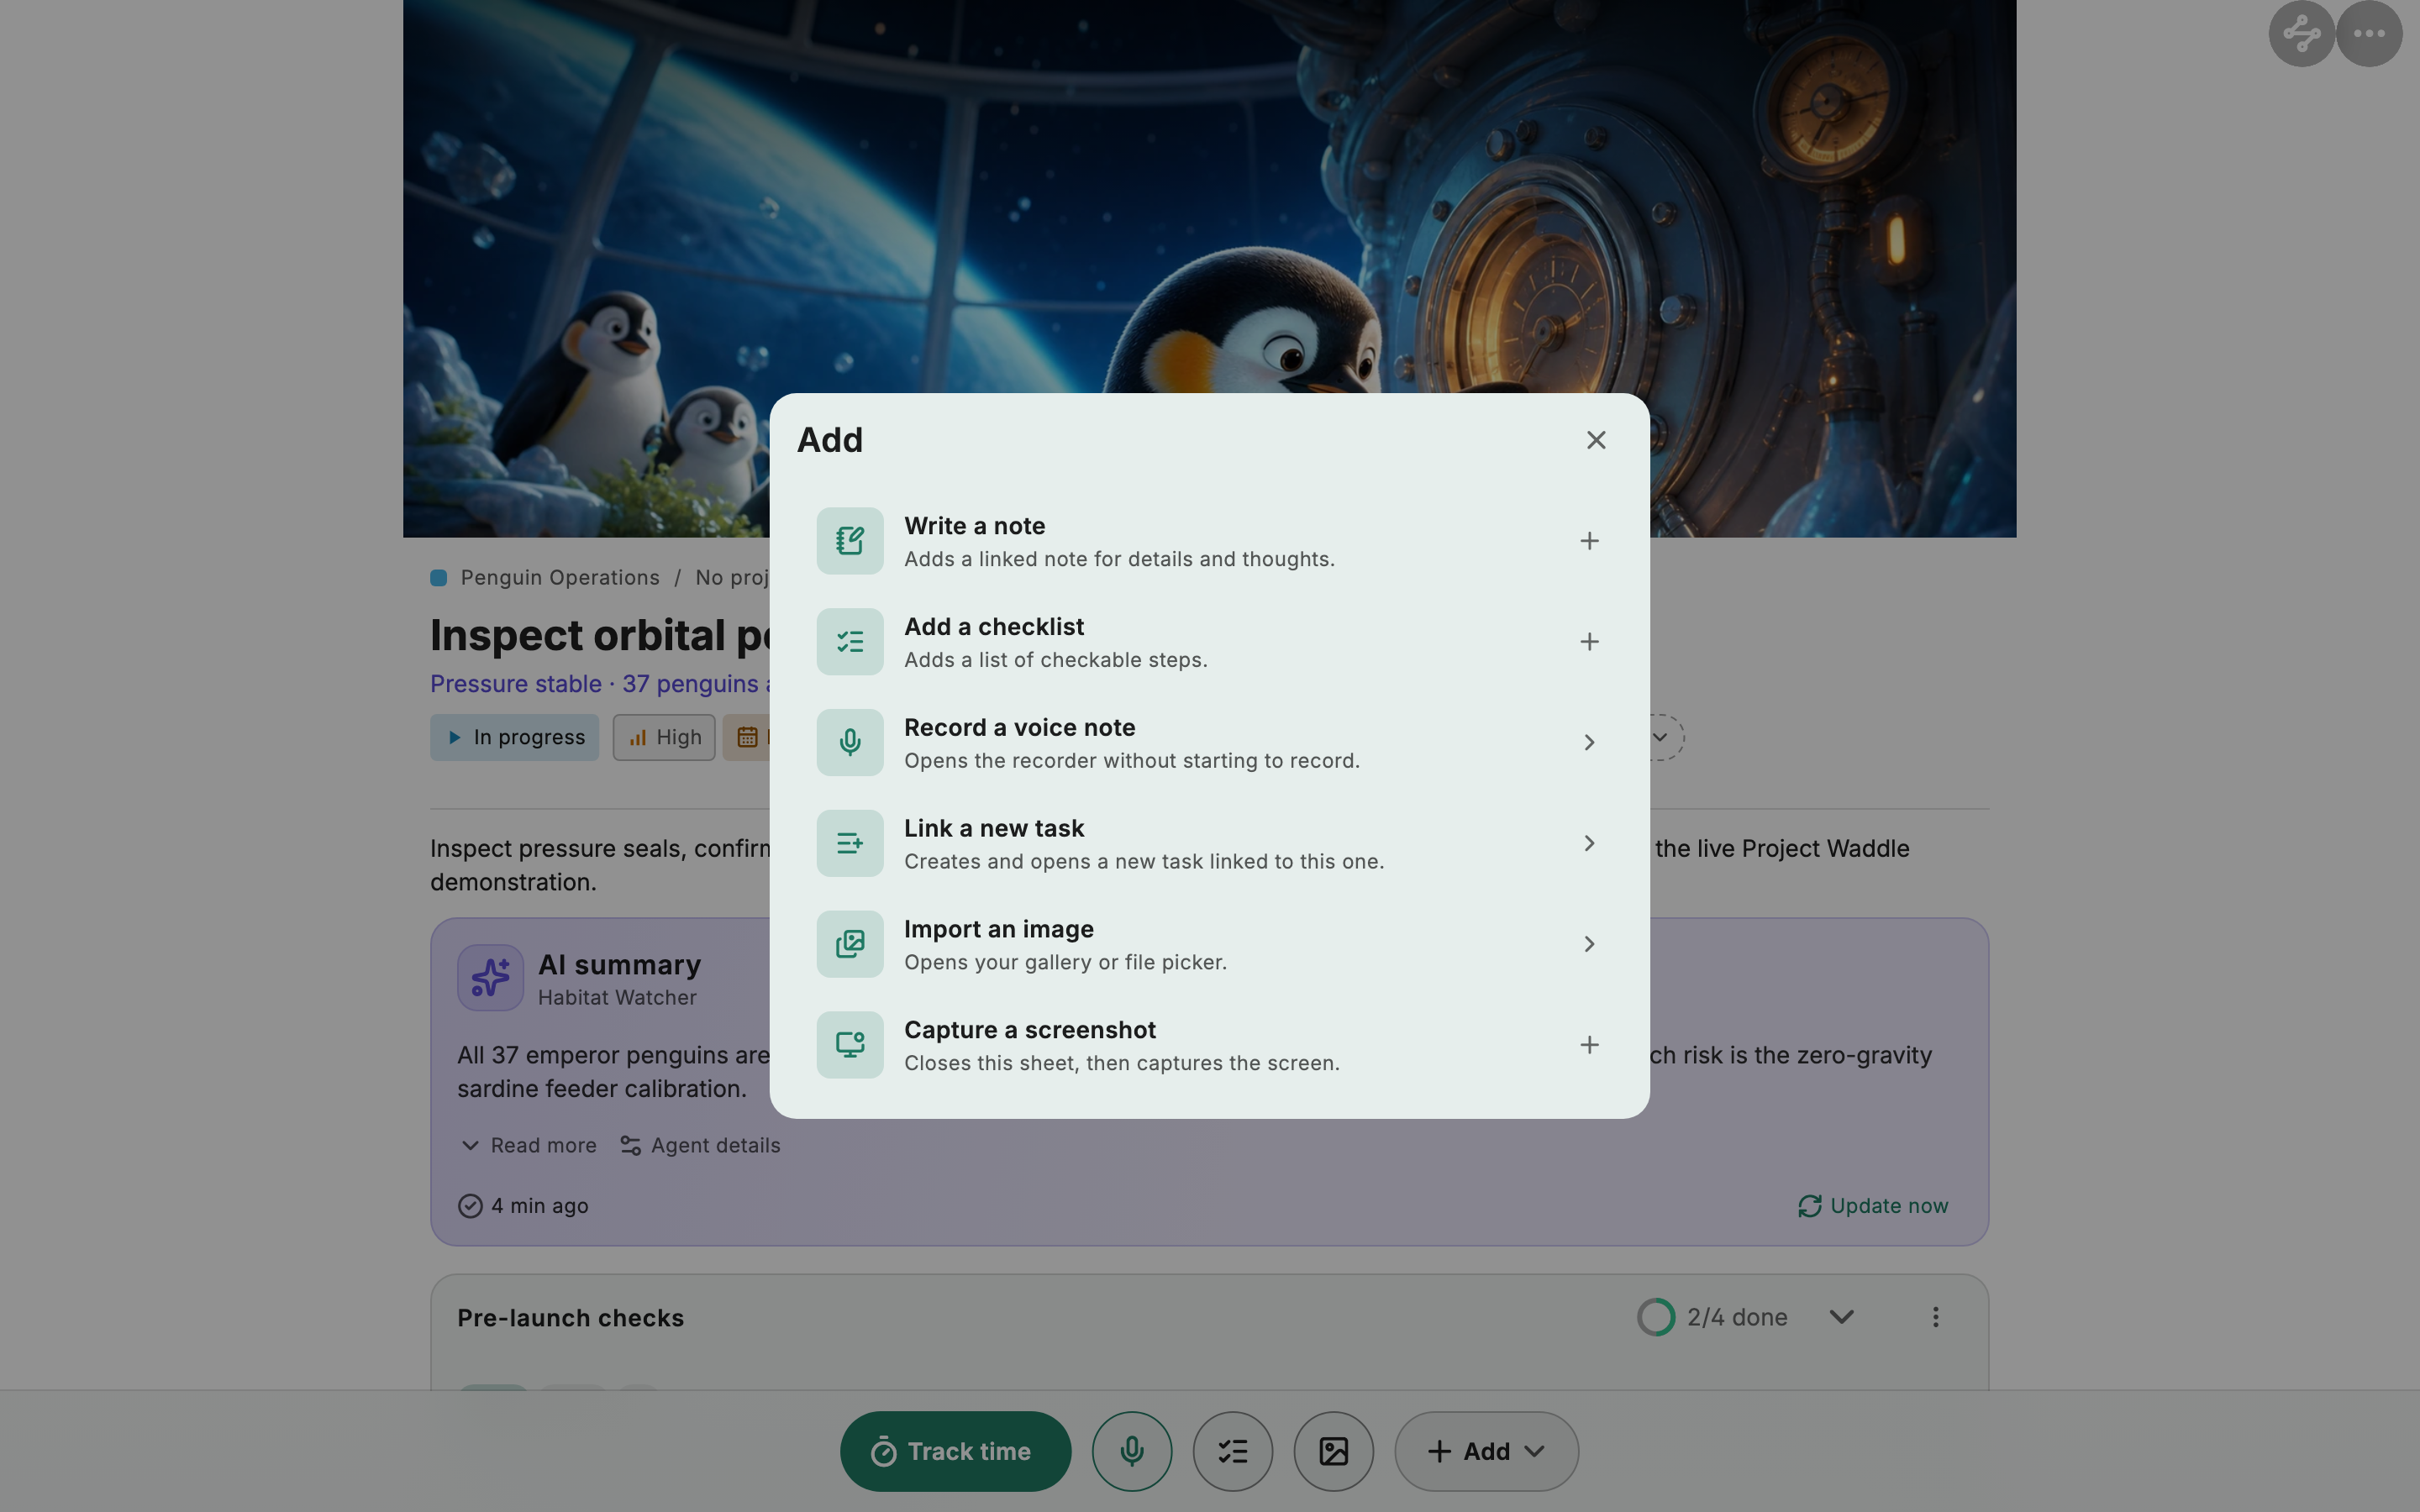 Add
Write a note
Adds a linked note for details and thoughts.
Add a checklist
Adds a list of checkable steps.
Record a voice note
Opens the recorder without starting to record.
Link a new task
Creates and opens a new task linked to this one.
Import an image
Opens your gallery or file picker.
Capture a screenshot
Closes this sheet, then captures the screen.
Penguin Operations / No
Inspect orbital
Pressure stable · 37 penguins
In progress
High
Inspect pressure seals, the live Project Waddle
demonstration.
AI summary
Habitat Watcher
All 37 emperor penguins are risk is the zero-gravity
sardine feeder calibration.
Read more
Agent details
4 min ago
Update now
Pre-launch checks
2/4 done
Track time
Add